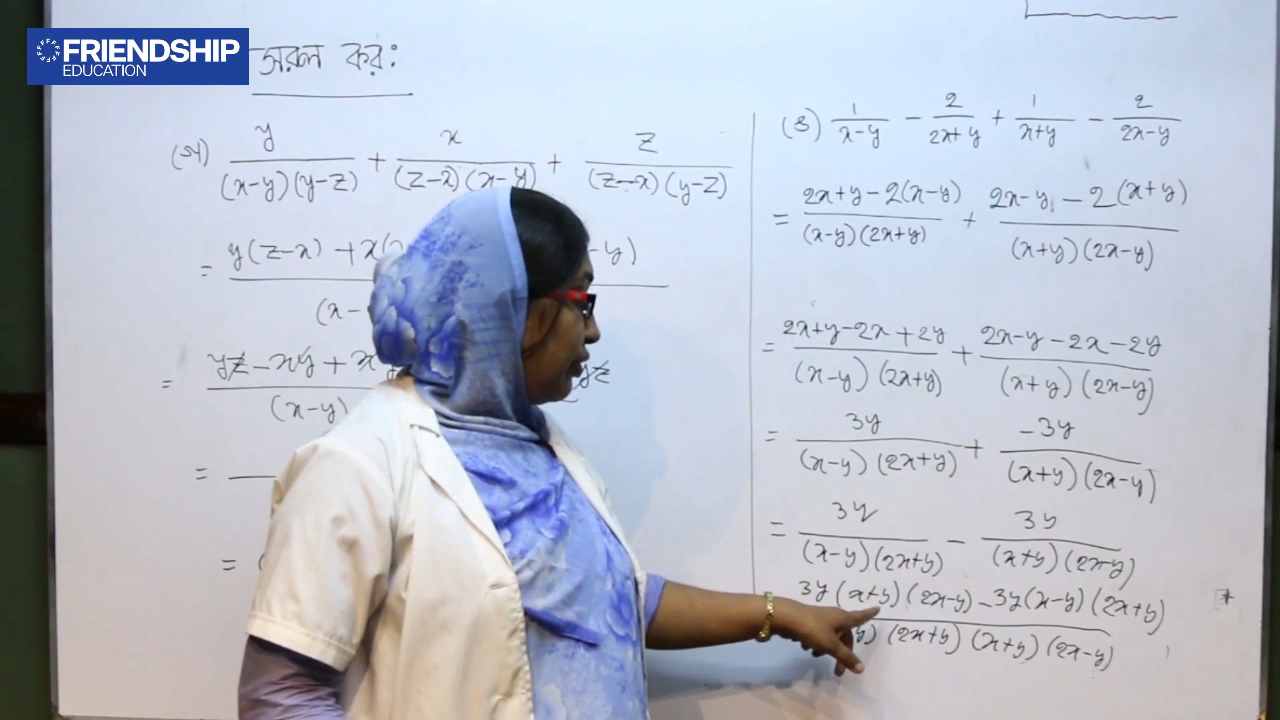 FRIENDSHIP
EDUCATION
সরল কর:
(গ) y/((x-y)(y-z)) + x/((z-x)(x-y)) + z/((z-x)(y-z))
= (y(z-x) + x( -y))/((x-
= (yz - xy + x yz)/((x-y)
=
= (
(ঙ) 1/(x-y) - 2/(2x+y) + 1/(x+y) - 2/(2x-y)
= (2x+y-2(x-y))/((x-y)(2x+y)) + (2x-y-2(x+y))/((x+y)(2x-y))
= (2x+y-2x+2y)/((x-y)(2x+y)) + (2x-y-2x-2y)/((x+y)(2x-y))
= 3y/((x-y)(2x+y)) + -3y/((x+y)(2x-y))
= 3y/((x-y)(2x+y)) - 3y/((x+y)(2x-y))
(3y(x+y)(2x-y) - 3y(x-y)(2x+y))/( y)(2x+y)(x+y)(2x-y)